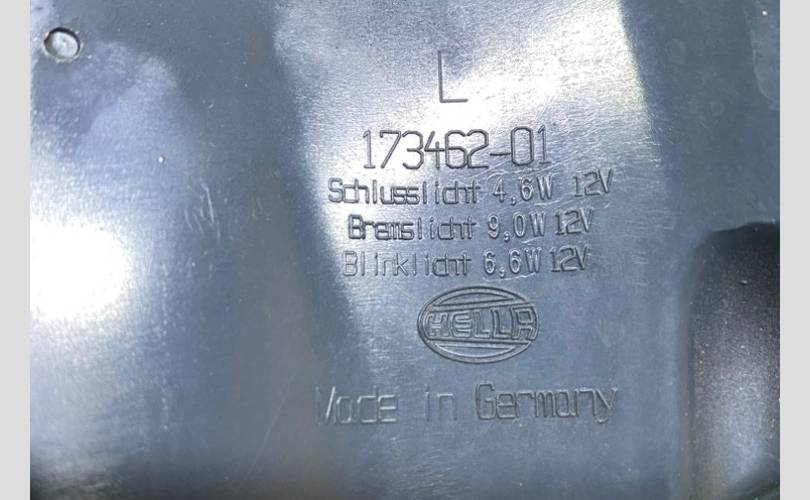 L
173462-01
Schlusslicht 4,6W 12V
Bremslicht 9,0W 12V
Blinklicht 6,6W 12V
HELLA
Made in Germany